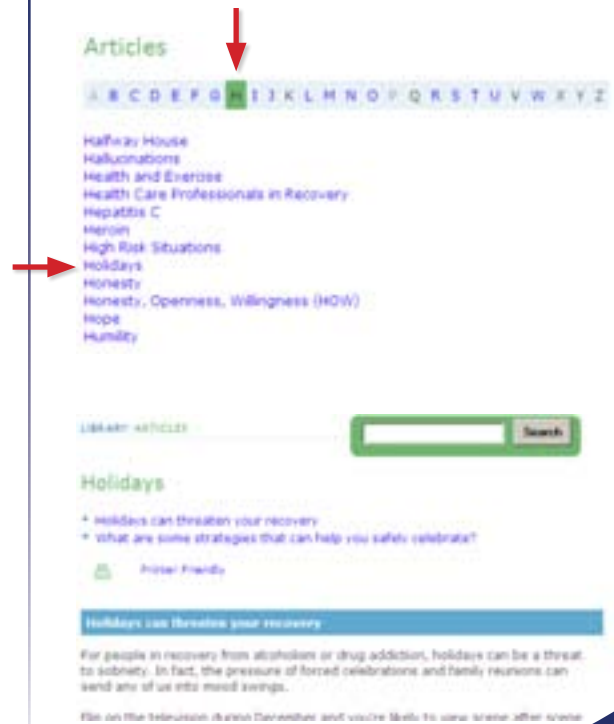 Articles
A B C D E F G H I J K L M N O P Q R S T U V W X Y Z
Halfway House
Hallucinations
Health and Exercise
Health Care Professionals in Recovery
Hepatitis C
Heroin
High Risk Situations
Holidays
Honesty
Honesty, Openness, Willingness (HOW)
Hope
Humility
LIBRARY ARTICLES
Search
Holidays
Holidays can threaten your recovery
What are some strategies that can help you safely celebrate?
Printer Friendly
Holidays can threaten your recovery
For people in recovery from alcoholism or drug addiction, holidays can be a threat
to sobriety. In fact, the pressure of forced celebrations and family reunions can
send any of us into mood swings.
Flip on the television during December and you're likely to view scene after scene